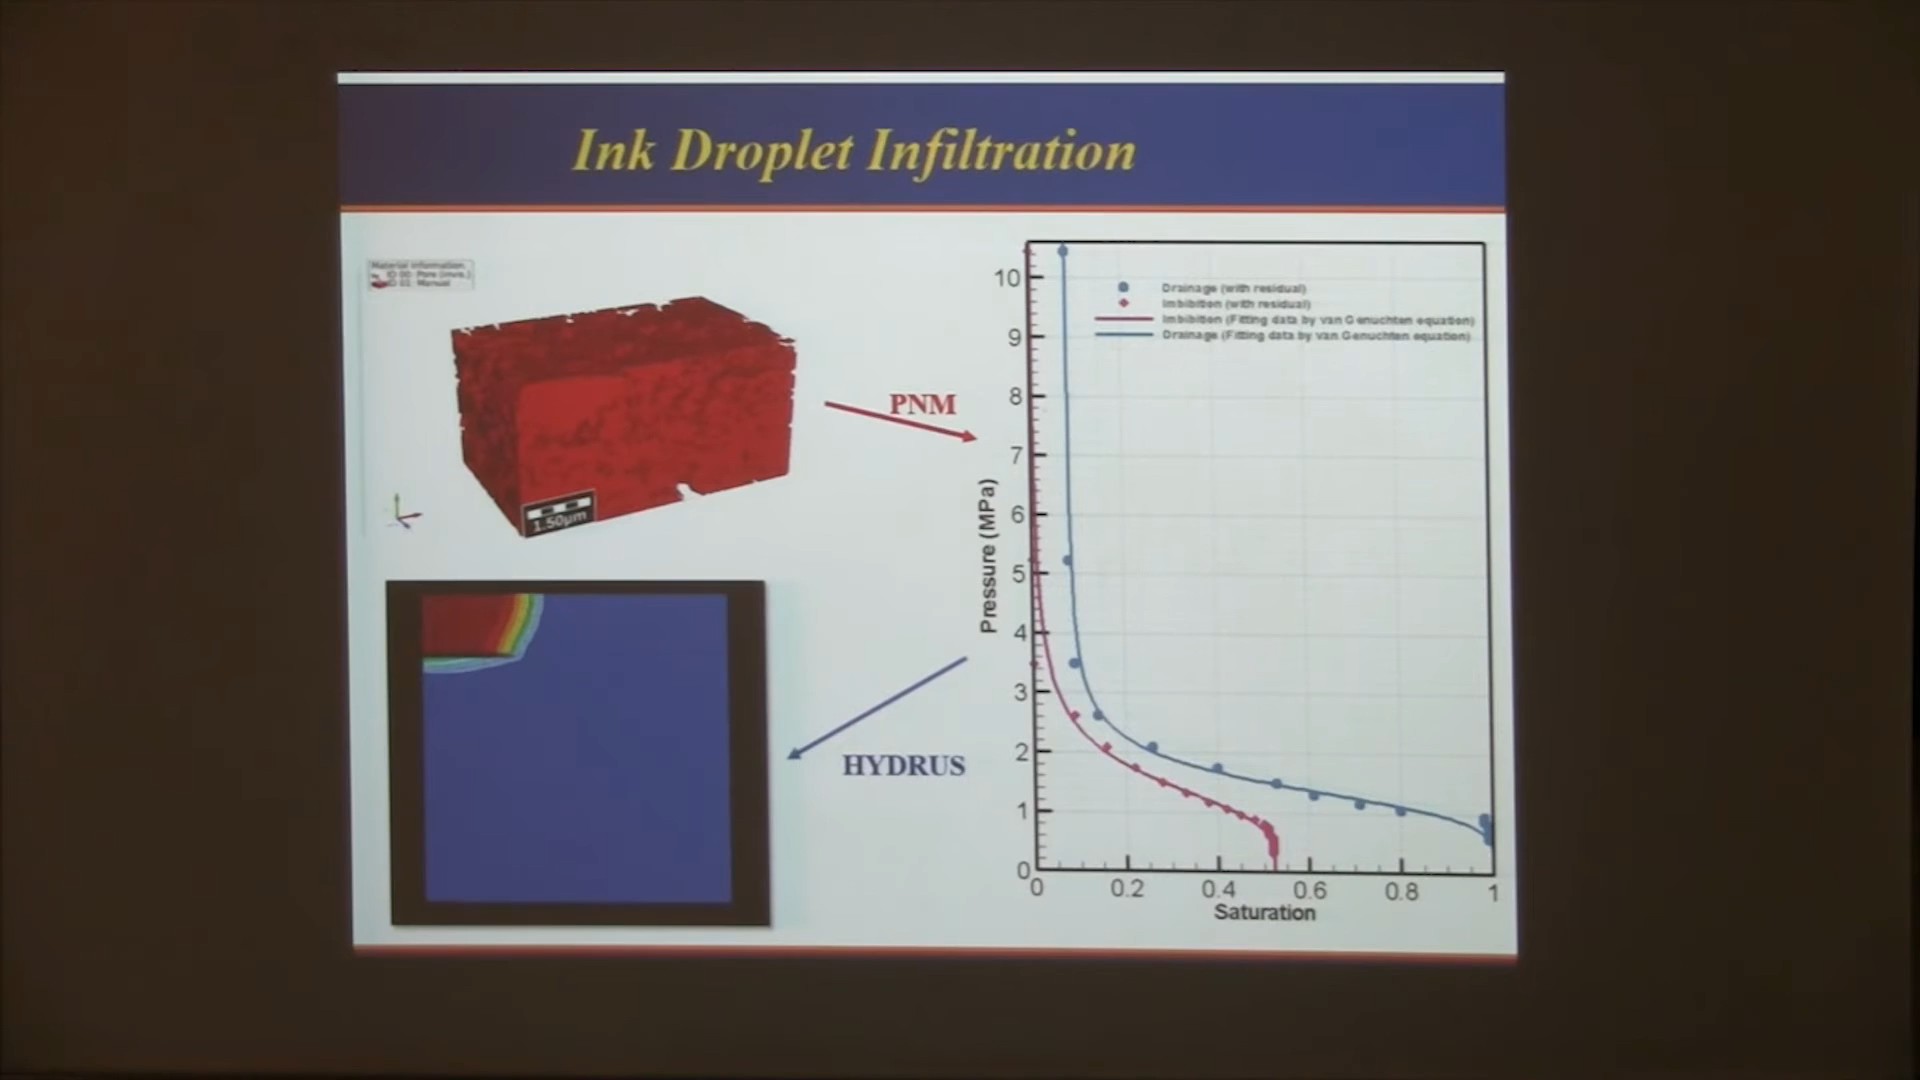 Ink Droplet Infiltration
Material information.
ID 00: Pore (invis.)
ID 01: Manual
1.50µm
PNM
HYDRUS
Drainage (with residual)
Imbibition (with residual)
Imbibition (Fitting data by van Genuchten equation)
Drainage (Fitting data by van Genuchten equation)
Pressure (MPa)
10
9
8
7
6
5
4
3
2
1
0
0 0.2 0.4 0.6 0.8 1
Saturation